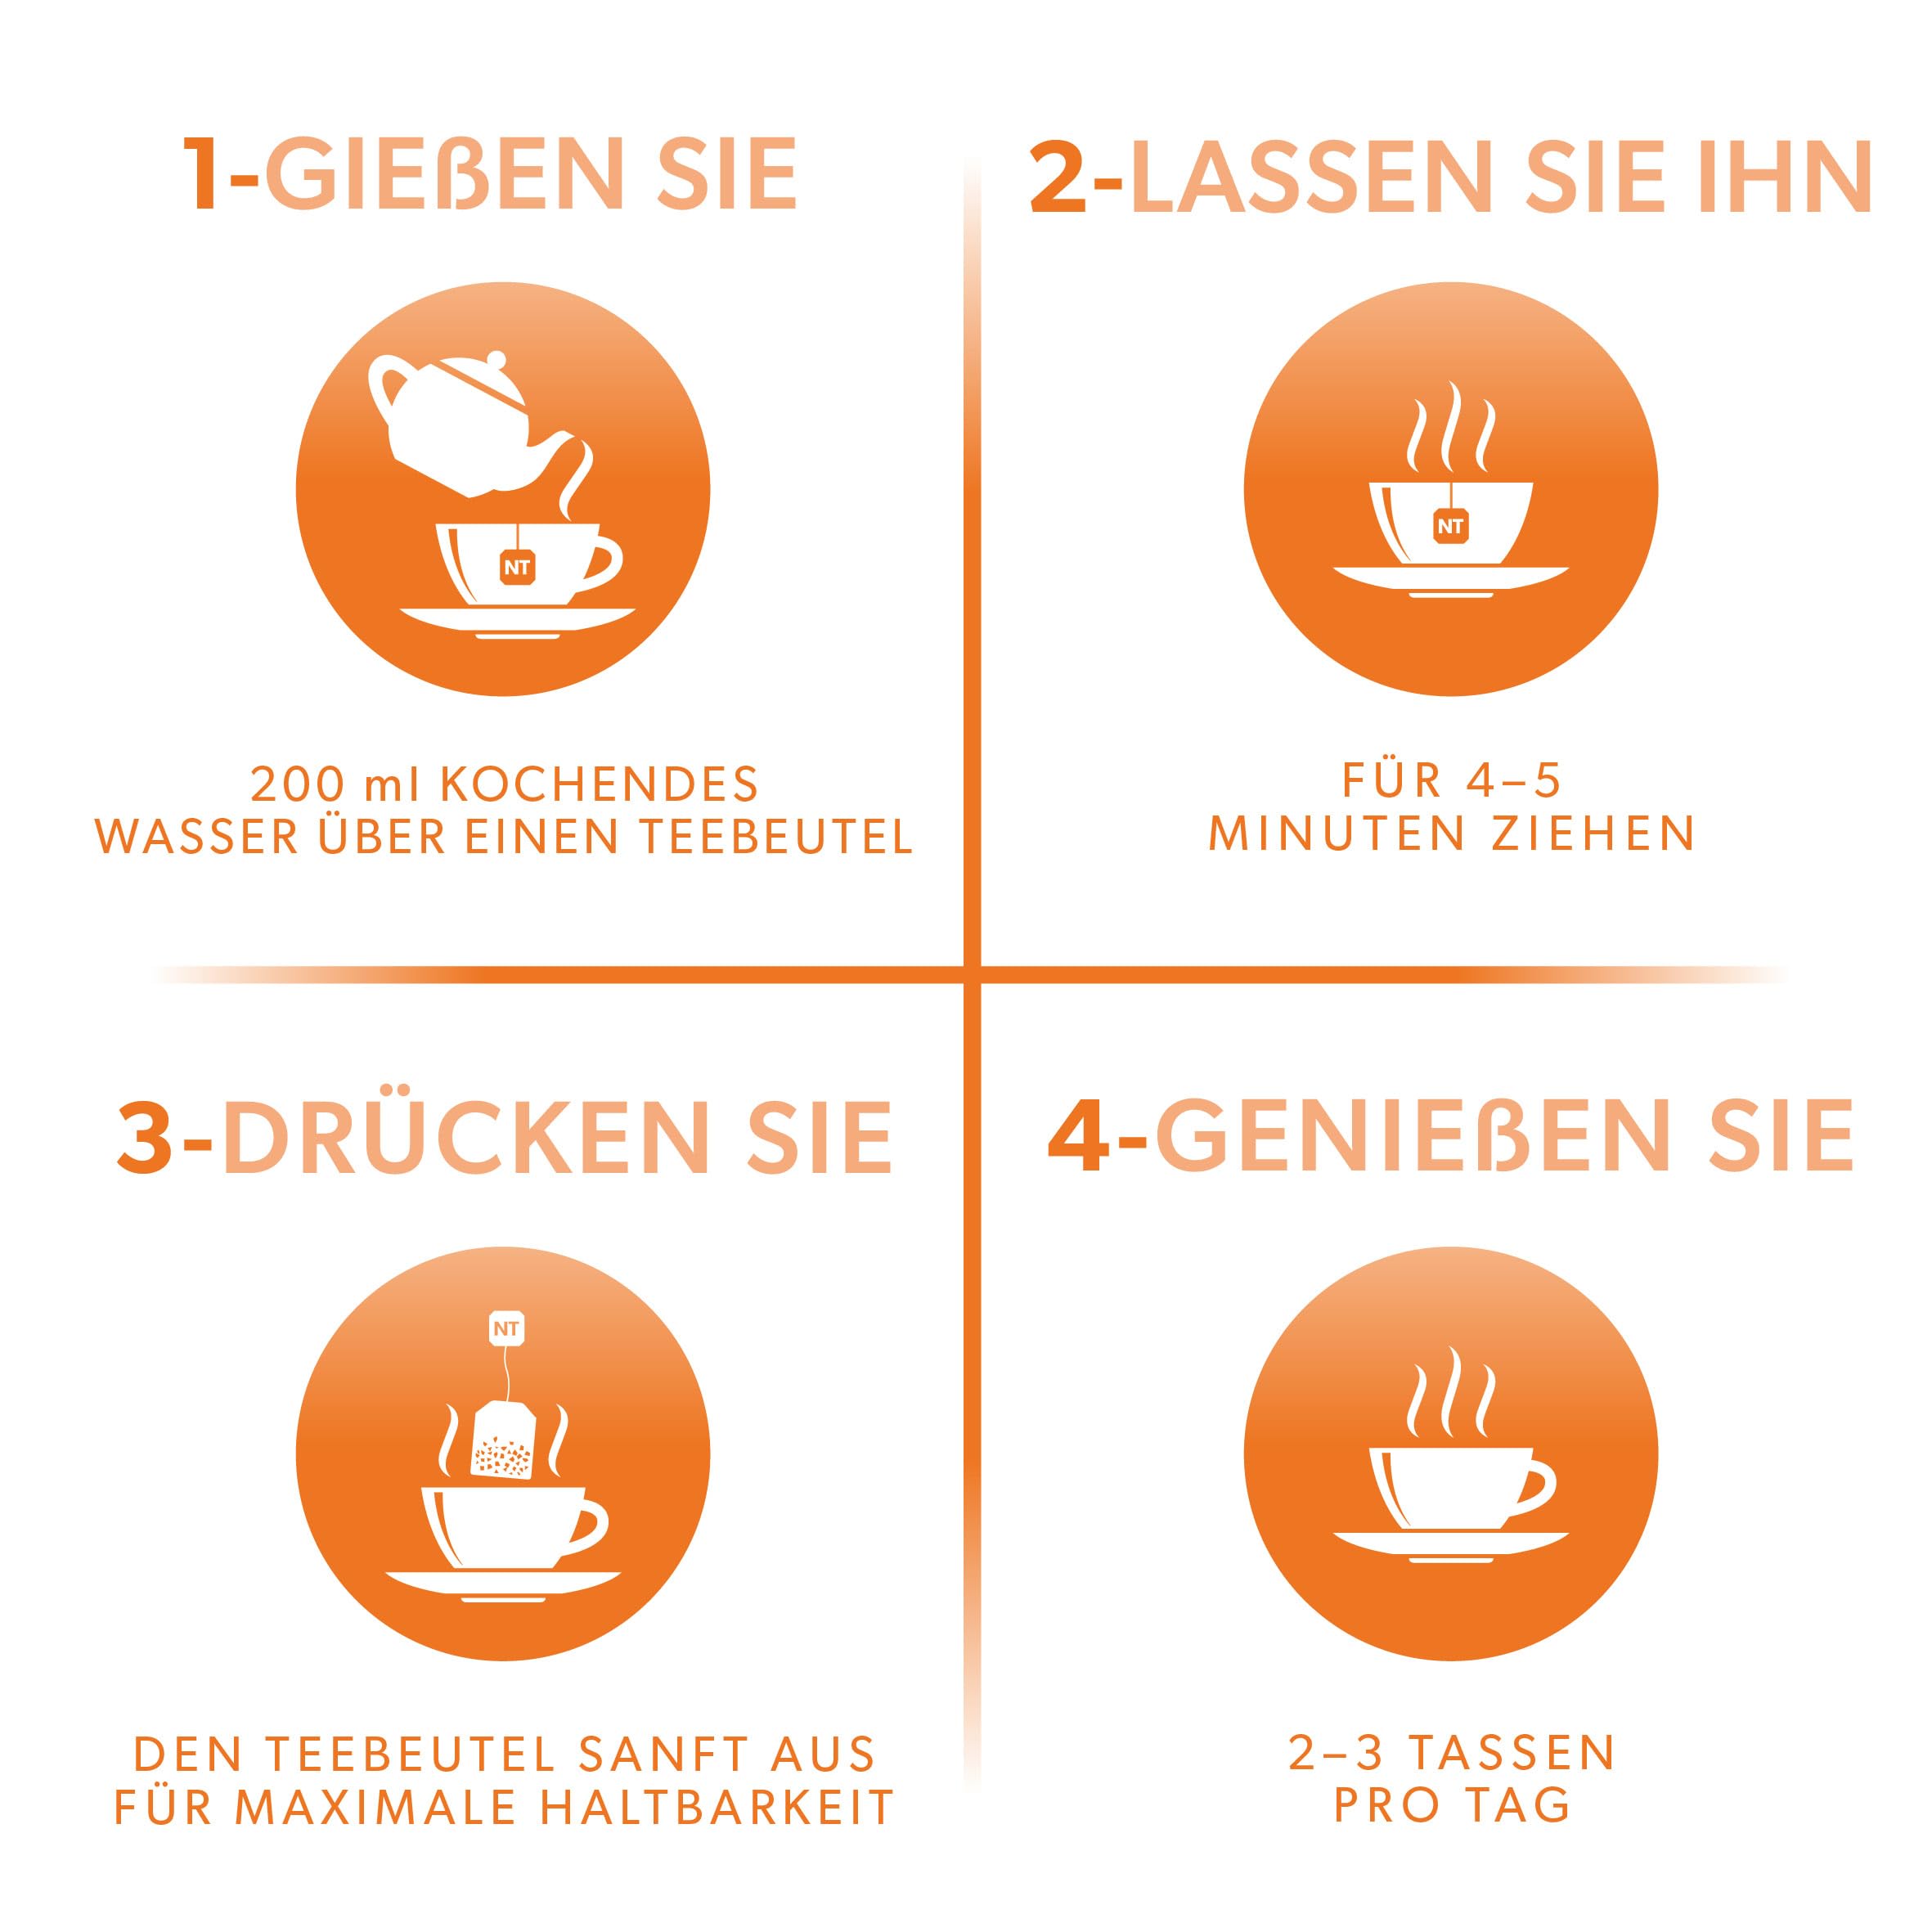 1-GIEßEN SIE
NT
200 ml KOCHENDES
WASSER ÜBER EINEN TEEBEUTEL
2-LASSEN SIE IHN
NT
FÜR 4–5
MINUTEN ZIEHEN
3-DRÜCKEN SIE
NT
DEN TEEBEUTEL SANFT AUS
FÜR MAXIMALE HALTBARKEIT
4-GENIEßEN SIE
2–3 TASSEN
PRO TAG